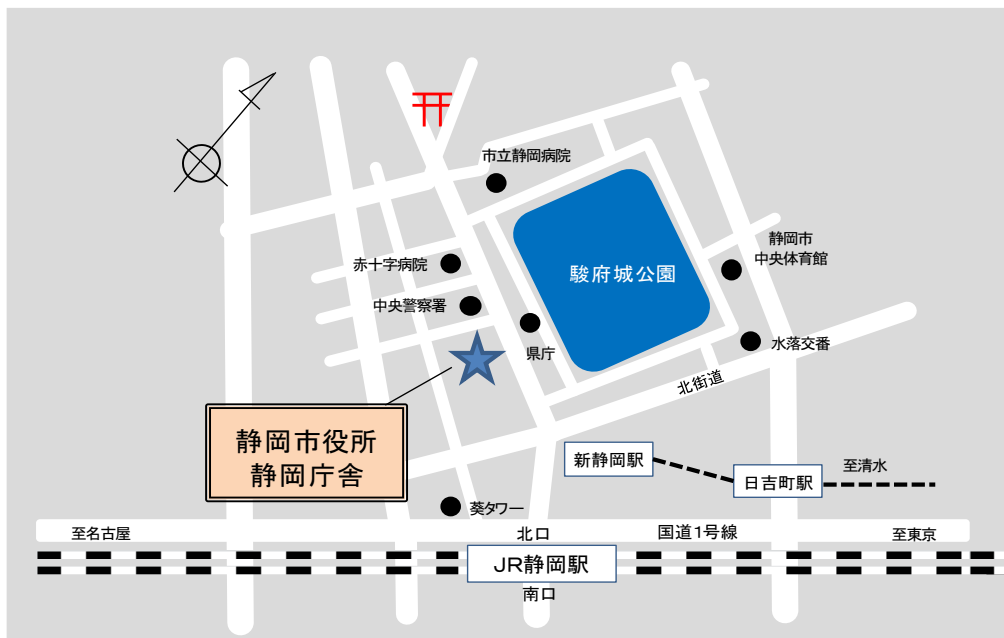 市立静岡病院
静岡市
中央体育館
赤十字病院
駿府城公園
中央警察署
県庁
水落交番
北街道
静岡市役所
静岡庁舎
新静岡駅
至清水
日吉町駅
葵タワー
至名古屋
北口
国道1号線
至東京
JR静岡駅
南口